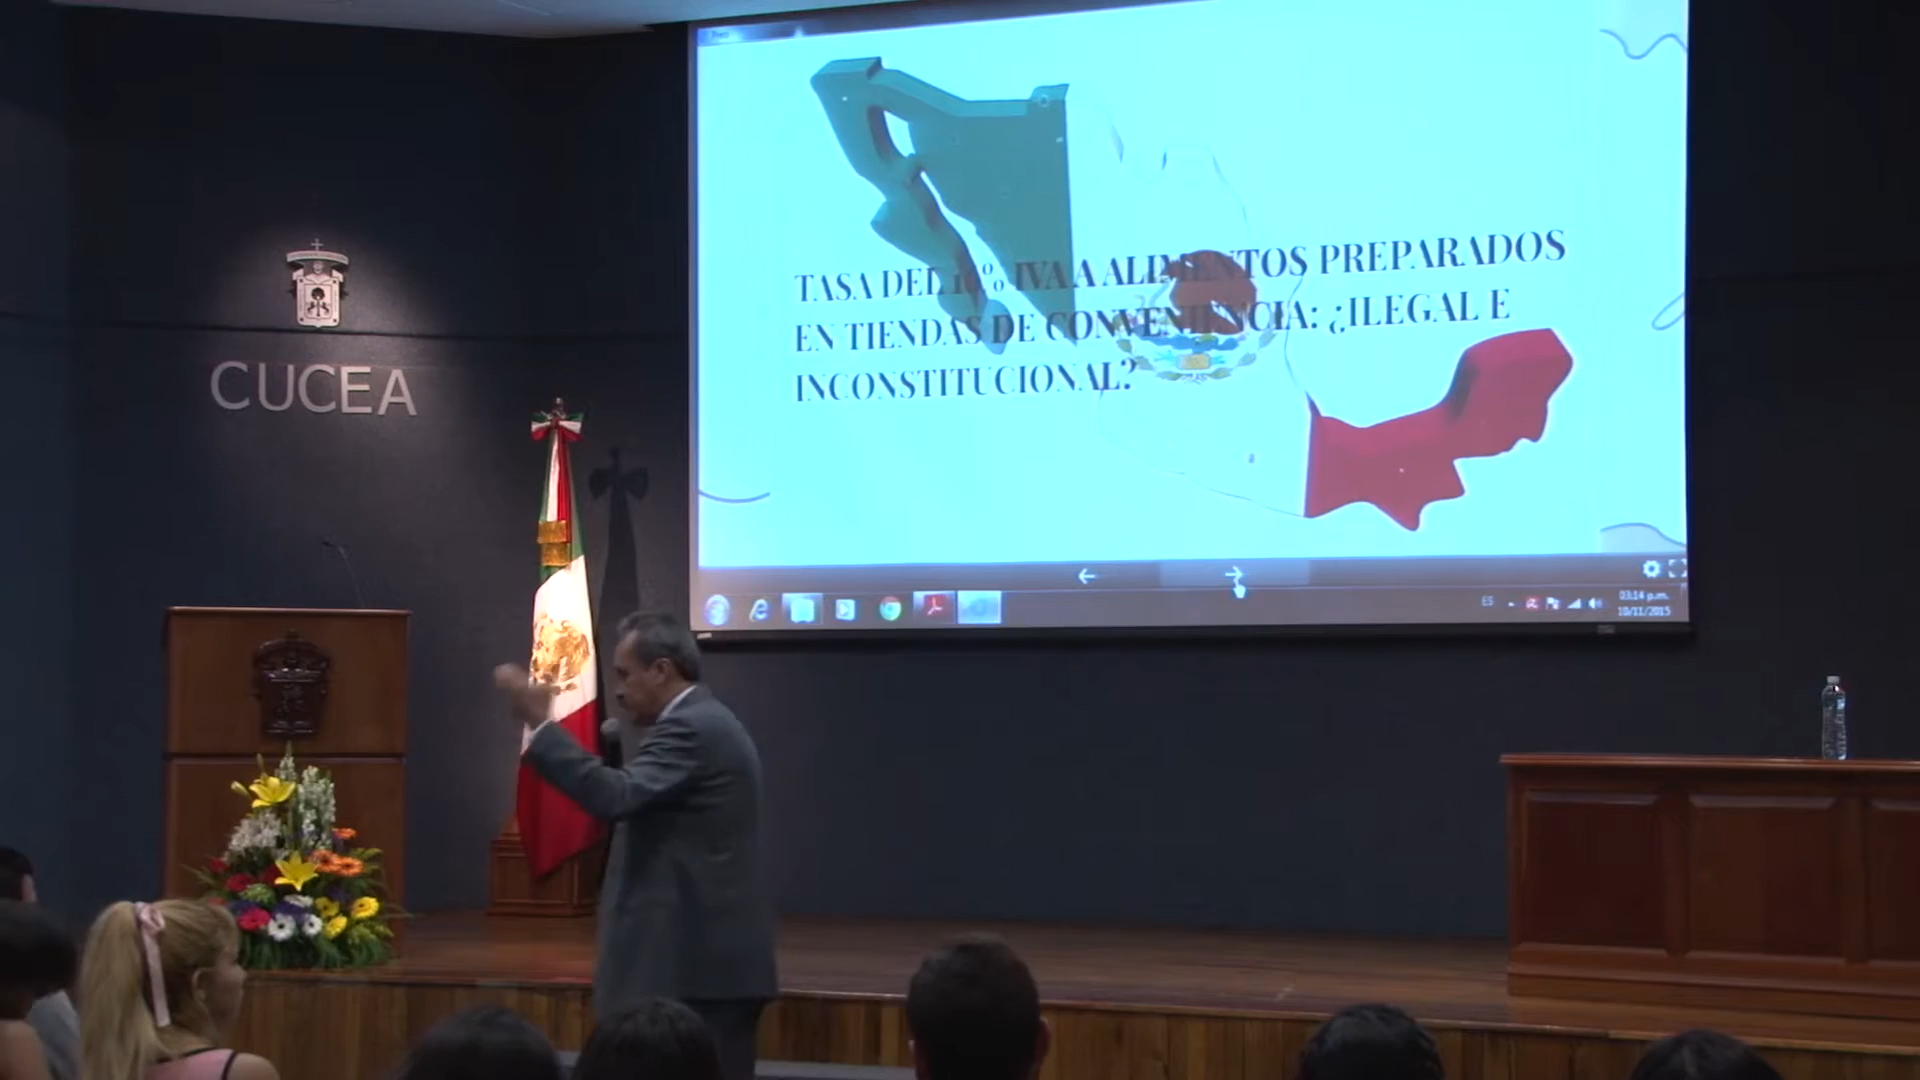 Prezi
TASA DEL 16% IVA A ALIMENTOS PREPARADOS
EN TIENDAS DE CONVENIENCIA: ¿ILEGAL E
INCONSTITUCIONAL?
CUCEA
ES
03:14 p.m.
10/11/2015